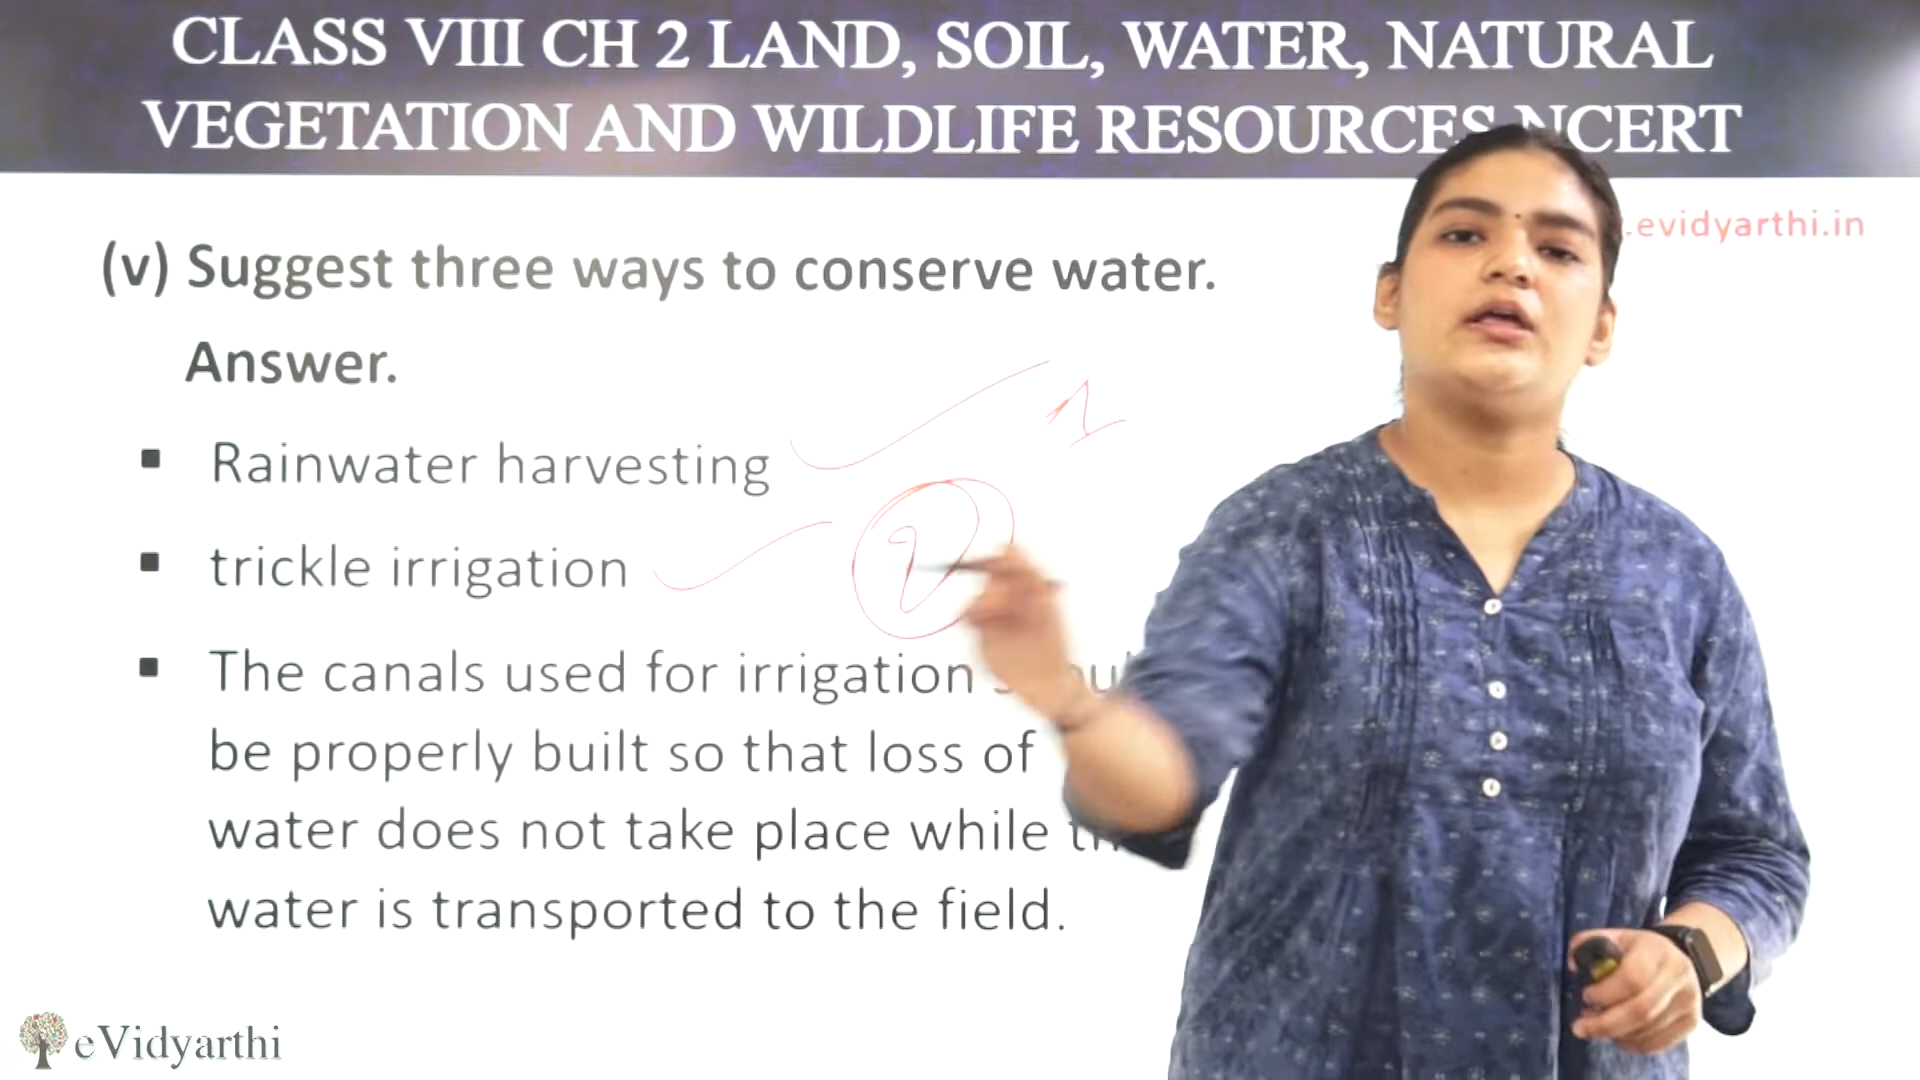 CLASS VIII CH 2 LAND, SOIL, WATER, NATURAL
VEGETATION AND WILDLIFE RESOURCES NCERT
.evidyarthi.in
(v) Suggest three ways to conserve water.
Answer.
▪ Rainwater harvesting
1
▪ trickle irrigation
2
▪ The canals used for irrigation
be properly built so that loss of
water does not take place while
water is transported to the field.
eVidyarthi